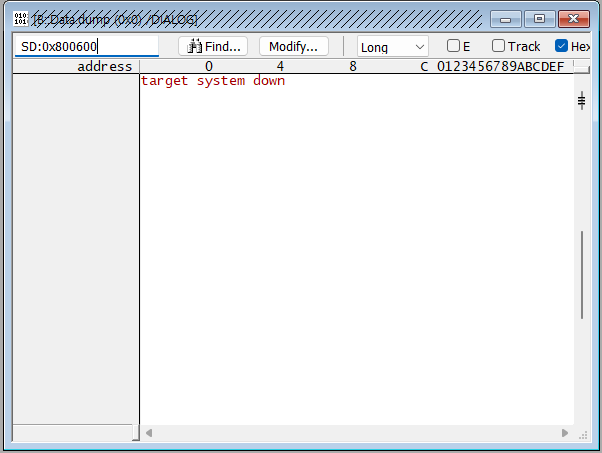 [B::Data.dump (0x0) /DIALOG]
SD:0x800600 Find... Modify... Long E Track Hex
address 0 4 8 C 0123456789ABCDEF
target system down